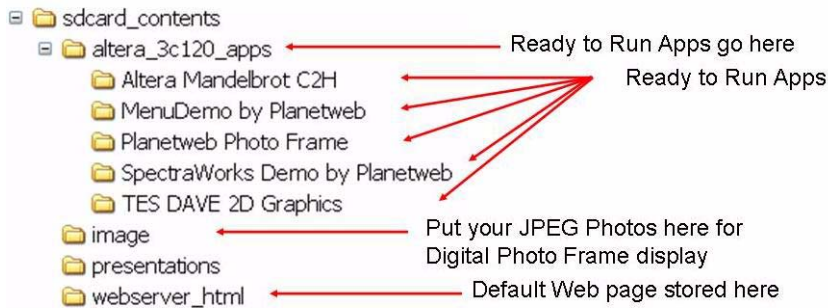 sdcard_contents
altera_3c120_apps
Ready to Run Apps go here
Altera Mandelbrot C2H
Ready to Run Apps
MenuDemo by Planetweb
Planetweb Photo Frame
SpectraWorks Demo by Planetweb
TES DAVE 2D Graphics
image
Put your JPEG Photos here for
Digital Photo Frame display
presentations
webserver_html
Default Web page stored here